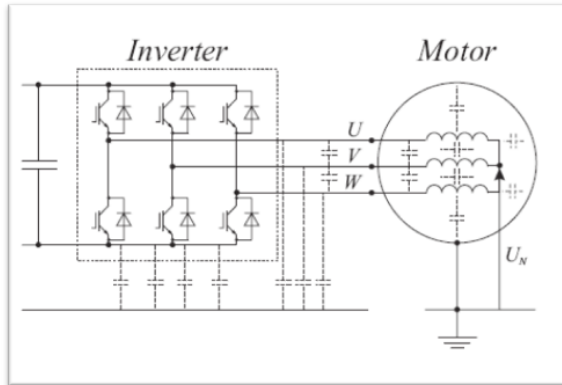 Inverter
Motor
U
V
W
U_N